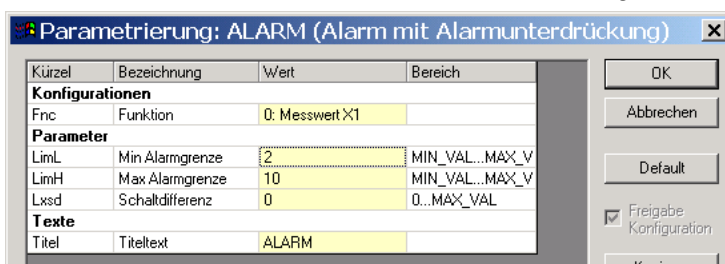 Parametrierung: ALARM (Alarm mit Alarmunterdrückung)
Kürzel Bezeichnung Wert Bereich
Konfigurationen
Fnc Funktion 0: Messwert X1
Parameter
LimL Min Alarmgrenze 2 MIN_VAL...MAX_V
LimH Max Alarmgrenze 10 MIN_VAL...MAX_V
Lxsd Schaltdifferenz 0 0...MAX_VAL
Texte
Titel Titeltext ALARM
OK
Abbrechen
Default
Freigabe
Konfiguration